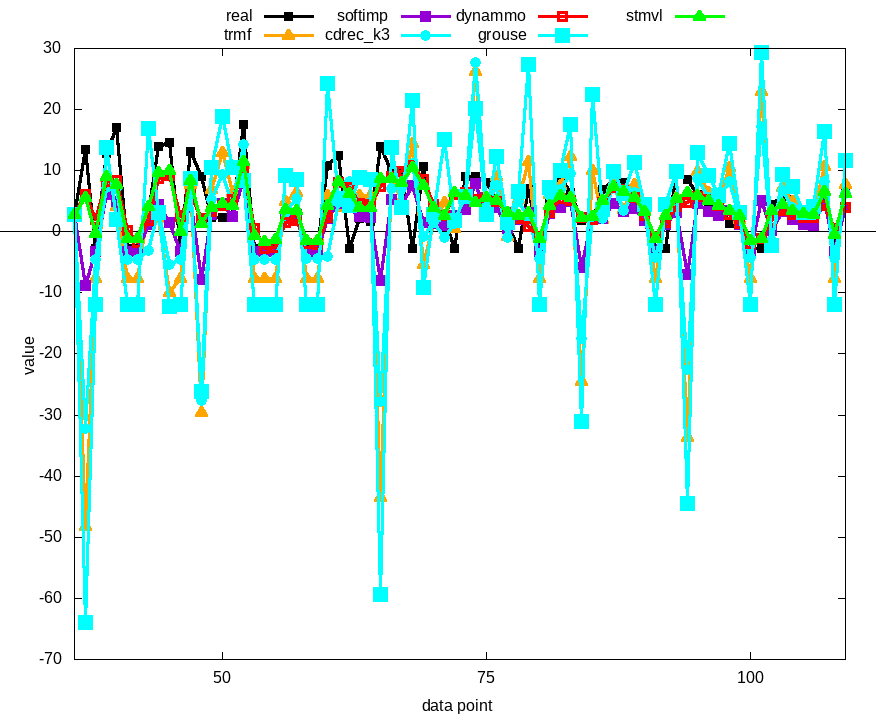 real softimp dynammo stmvl
trmf cdrec_k3 grouse
30
20
10
0
-10
-20
-30
-40
-50
-60
-70
value
50 75 100
data point